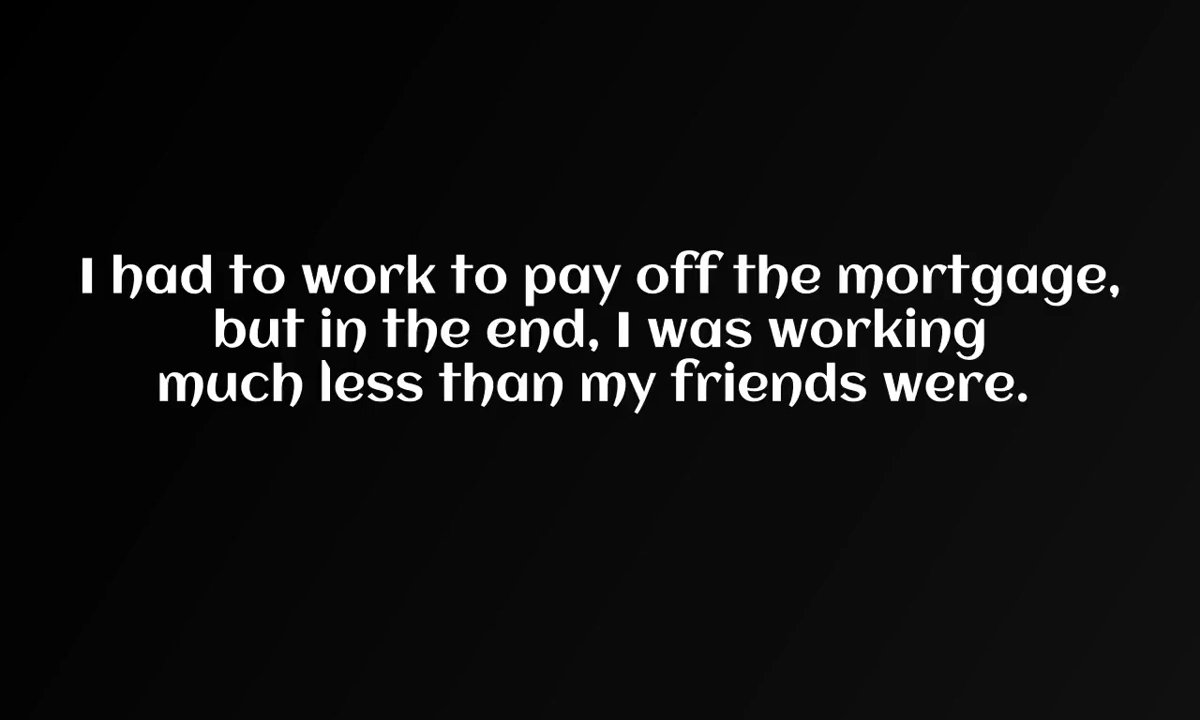 I had to work to pay off the mortgage,
but in the end, I was working
much less than my friends were.